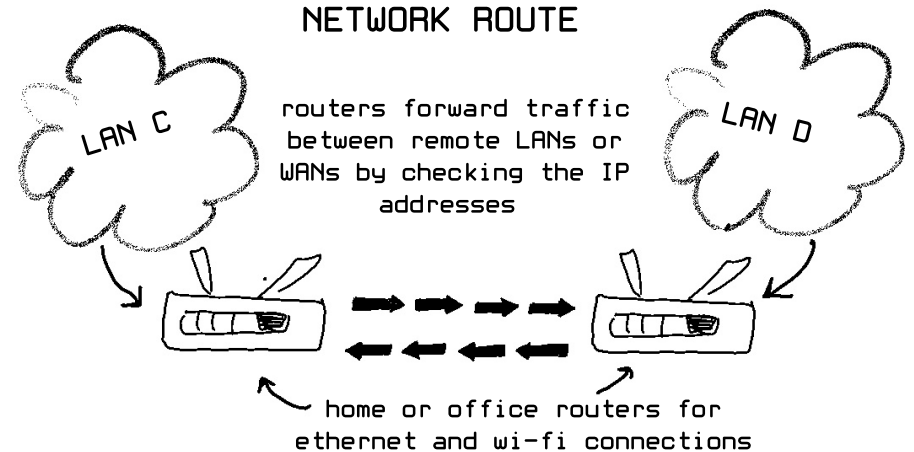 NETWORK ROUTE
LAN C
LAN D
routers forward traffic
between remote LANs or
WANs by checking the IP
addresses
home or office routers for
ethernet and wi-fi connections